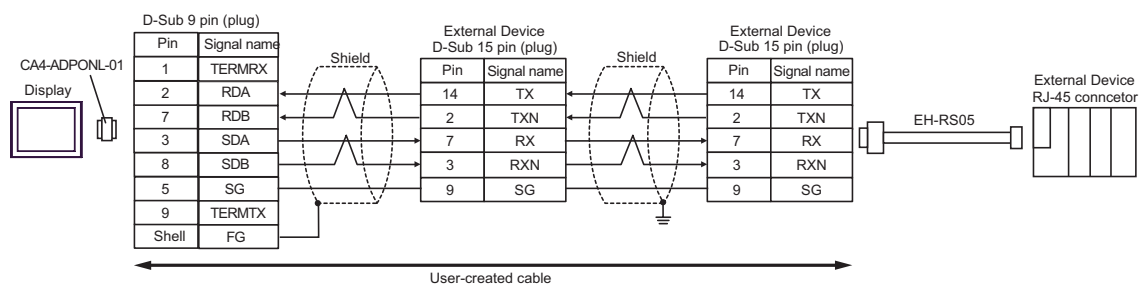 D-Sub 9 pin (plug)
Pin Signal name
1 TERMRX
2 RDA
7 RDB
3 SDA
8 SDB
5 SG
9 TERMTX
Shell FG
CA4-ADPONL-01
Display
Shield
External Device
D-Sub 15 pin (plug)
Pin Signal name
14 TX
2 TXN
7 RX
3 RXN
9 SG
Shield
External Device
D-Sub 15 pin (plug)
Pin Signal name
14 TX
2 TXN
7 RX
3 RXN
9 SG
EH-RS05
External Device
RJ-45 conncetor
User-created cable